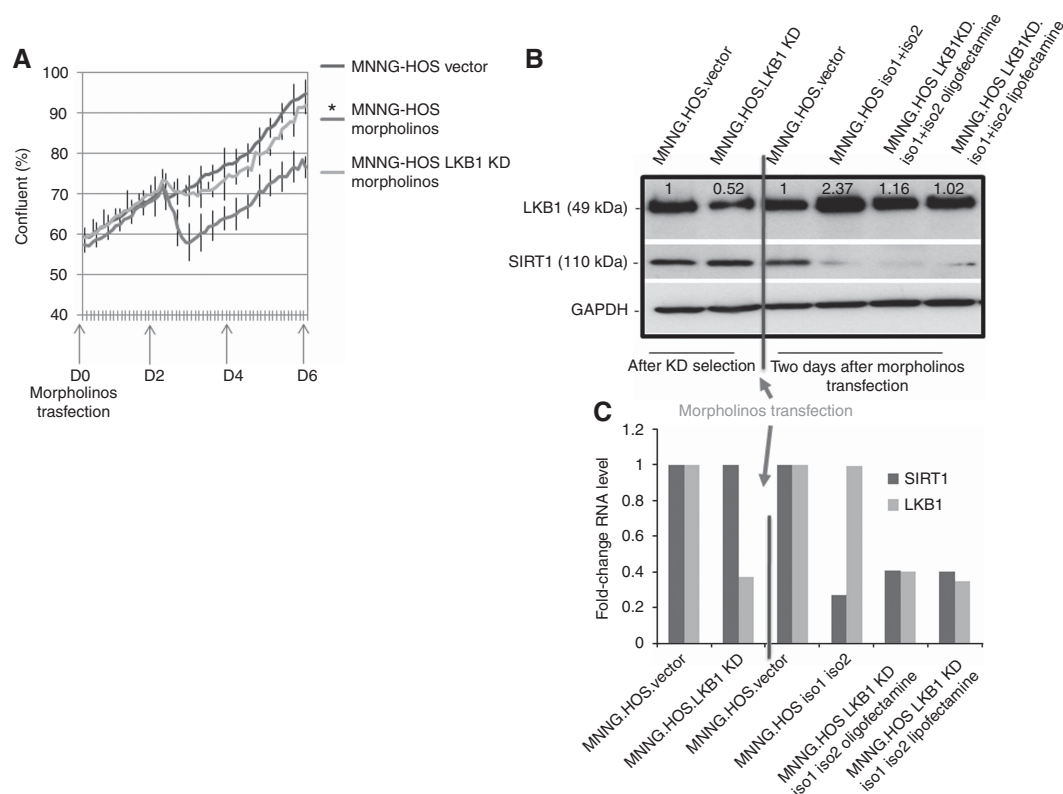 A
100
90
80
70
60
50
40
Confluent (%)
D0
D2
D4
D6
Morpholinos
trasfection
MNNG-HOS vector
*
MNNG-HOS
morpholinos
MNNG-HOS LKB1 KD
morpholinos
B
MNNG.HOS.vector
MNNG.HOS.LKB1 KD
MNNG.HOS.vector
MNNG.HOS iso1+iso2
MNNG.HOS LKB1KD.
iso1+iso2 oligofectamine
MNNG.HOS LKB1KD.
iso1+iso2 lipofectamine
1 0.52 1 2.37 1.16 1.02
LKB1 (49 kDa) -
SIRT1 (110 kDa) -
GAPDH -
After KD selection
Two days after morpholinos
transfection
Morpholinos transfection
C
1.2
1
0.8
0.6
0.4
0.2
0
Fold-change RNA level
SIRT1
LKB1
MNNG.HOS.vector
MNNG.HOS.LKB1 KD
MNNG.HOS.vector
MNNG.HOS iso1 iso2
MNNG.HOS LKB1 KD
iso1 iso2 oligofectamine
MNNG.HOS LKB1 KD
iso1 iso2 lipofectamine